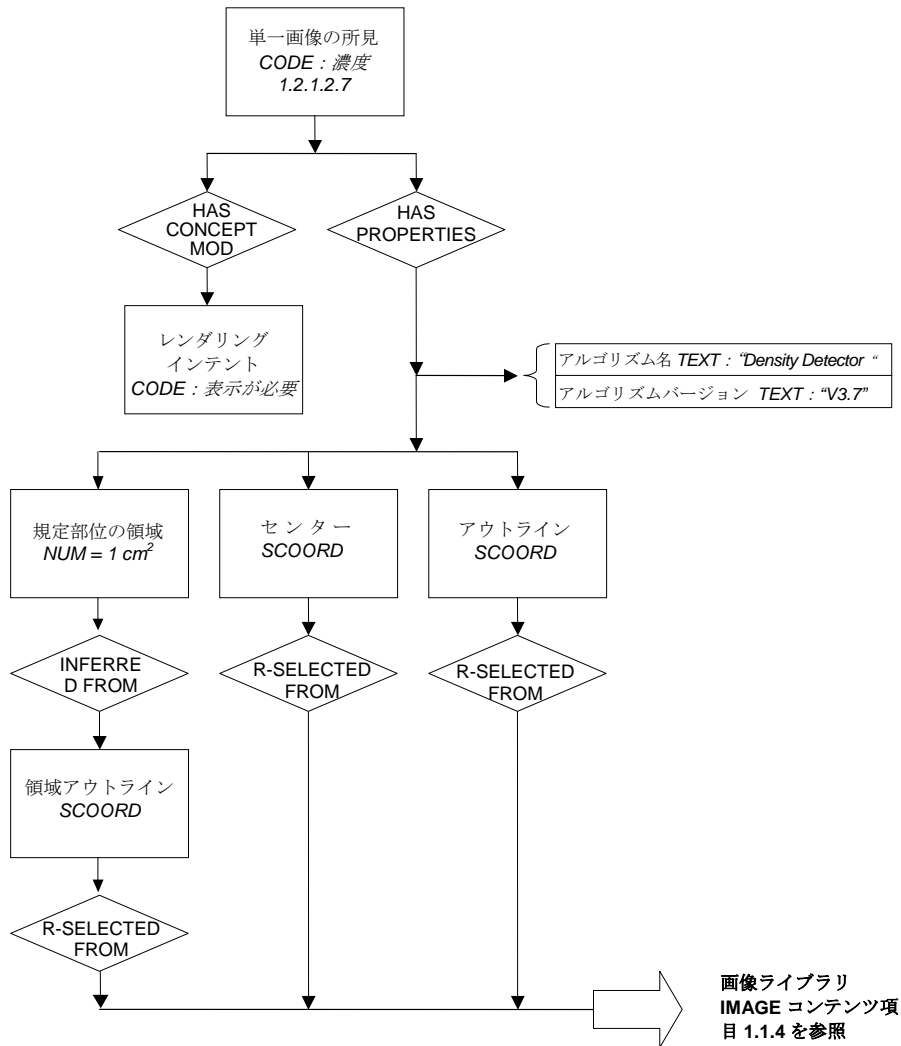 単一画像の所見
CODE : 濃度
1.2.1.2.7
HAS
CONCEPT
MOD
HAS
PROPERTIES
レンダリング
インテント
CODE : 表示が必要
アルゴリズム名 TEXT : “Density Detector “
アルゴリズムバージョン TEXT : “V3.7”
規定部位の領域
NUM = 1 cm²
センター
SCOORD
アウトライン
SCOORD
INFERRE
D FROM
R-SELECTED
FROM
R-SELECTED
FROM
領域アウトライン
SCOORD
R-SELECTED
FROM
画像ライブラリ
IMAGE コンテンツ項
目 1.1.4 を参照